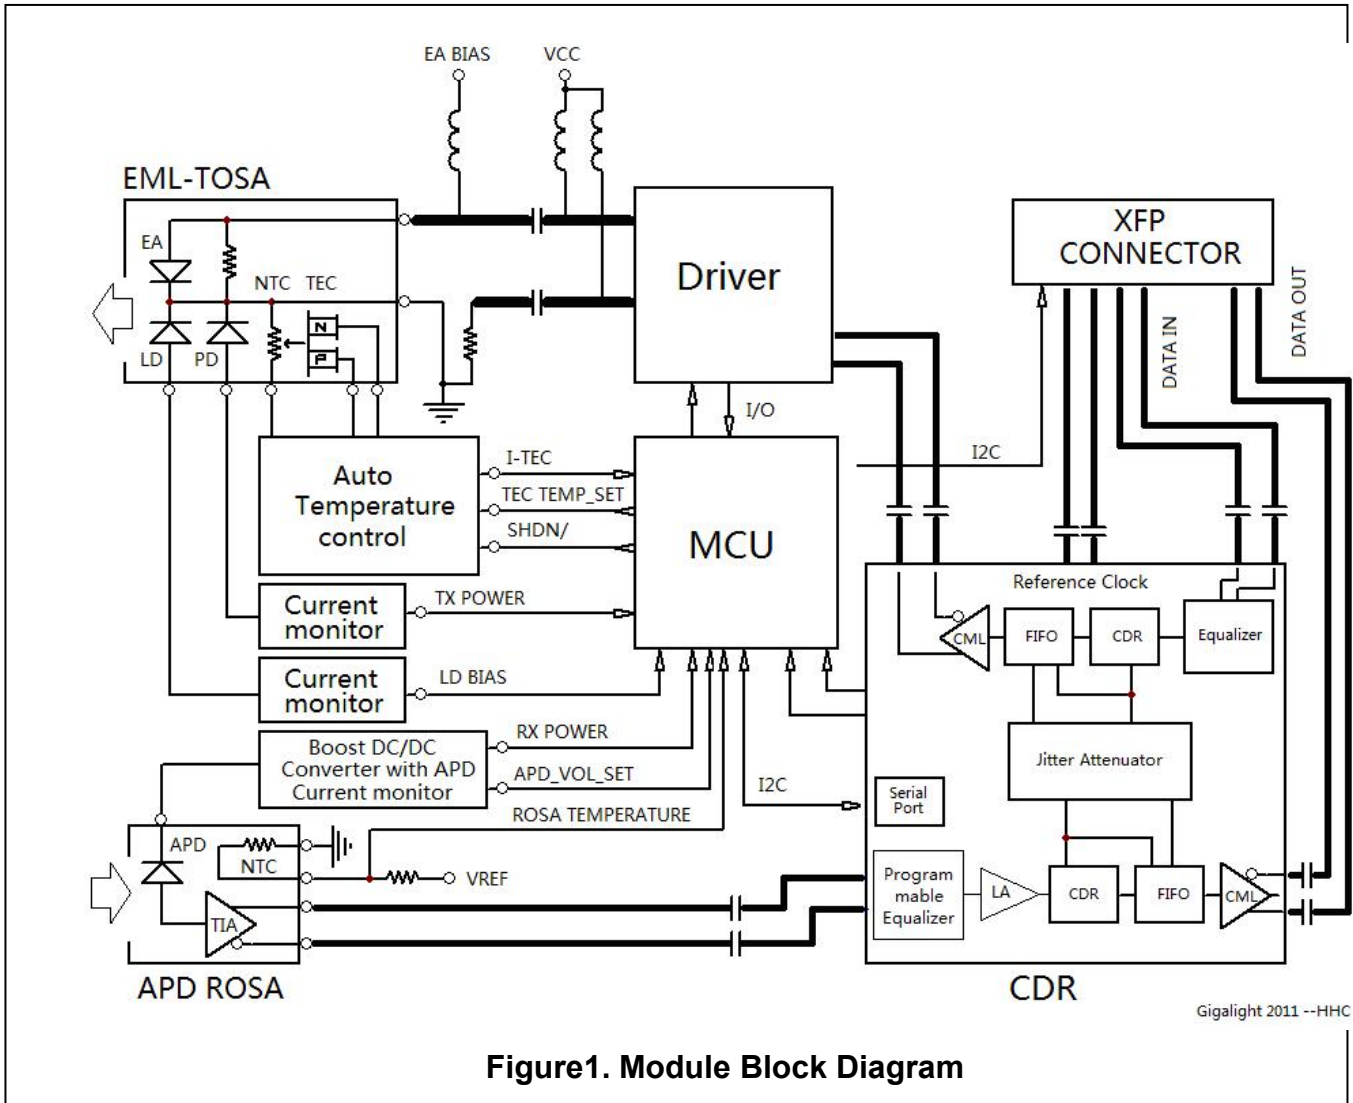 EA BIAS
VCC
EML-TOSA
EA
NTC
TEC
N
P
LD
PD
Driver
XFP
CONNECTOR
DATA IN
DATA OUT
I/O
I2C
Auto
Temperature
control
I-TEC
TEC TEMP_SET
SHDN/
MCU
Current
monitor
TX POWER
Current
monitor
LD BIAS
Boost DC/DC
Converter with APD
Current monitor
RX POWER
APD_VOL_SET
ROSA TEMPERATURE
I2C
Reference Clock
CML
FIFO
CDR
Equalizer
Jitter Attenuator
Serial
Port
APD
NTC
VREF
TIA
Program
mable
Equalizer
LA
CDR
FIFO
CML
APD ROSA
CDR
Gigalight 2011 --HHC
Figure1. Module Block Diagram